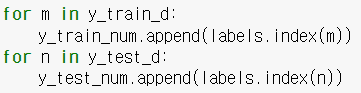 for m in y_train_d:
    y_train_num.append(labels.index(m))
for n in y_test_d:
    y_test_num.append(labels.index(n))